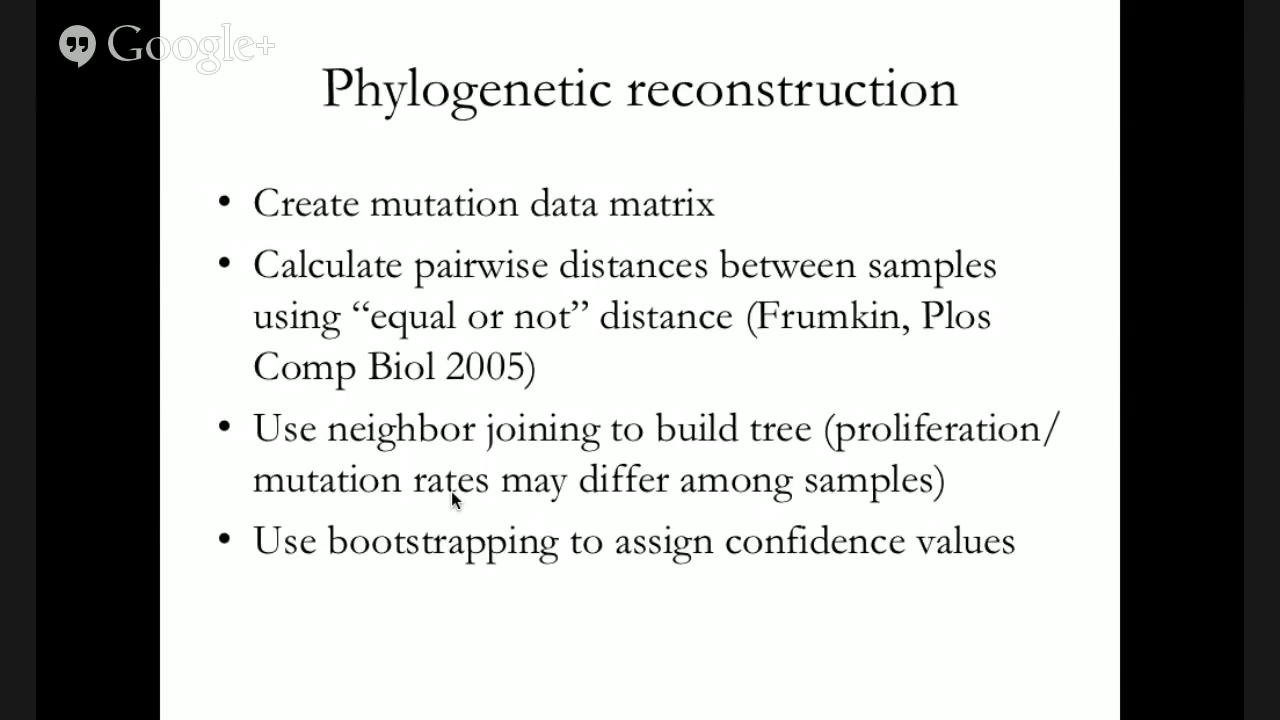 Google+
Phylogenetic reconstruction
• Create mutation data matrix
• Calculate pairwise distances between samples
using “equal or not” distance (Frumkin, Plos
Comp Biol 2005)
• Use neighbor joining to build tree (proliferation/
mutation rates may differ among samples)
• Use bootstrapping to assign confidence values